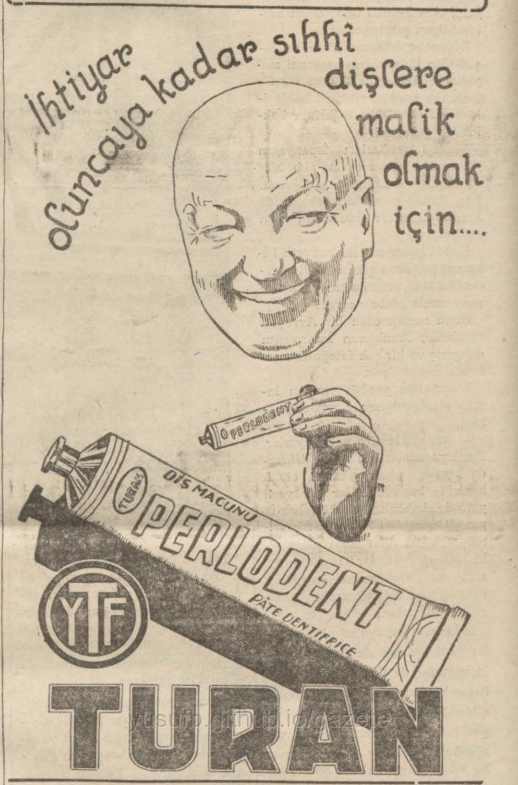 İhtiyar
oluncaya kadar sıhhî
dişlere
malik
olmak
için....
PERLODENT
TURAN
DİŞ MACUNU
PERLODENT
PÂTE DENTIFRICE
YTF
TURAN
yusufb.github.io/gazete